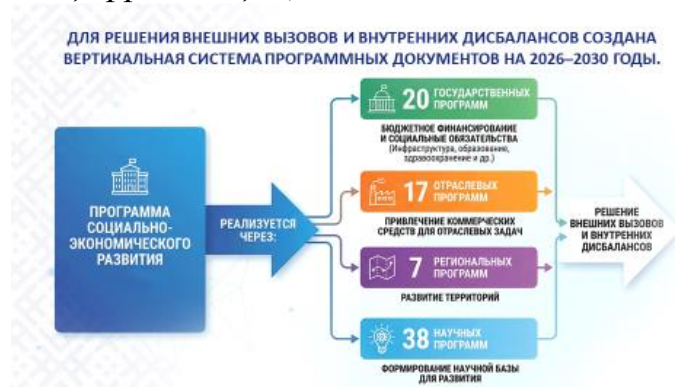 ДЛЯ РЕШЕНИЯ ВНЕШНИХ ВЫЗОВОВ И ВНУТРЕННИХ ДИСБАЛАНСОВ СОЗДАНА
ВЕРТИКАЛЬНАЯ СИСТЕМА ПРОГРАММНЫХ ДОКУМЕНТОВ НА 2026–2030 ГОДЫ.
ПРОГРАММА
СОЦИАЛЬНО-
ЭКОНОМИЧЕСКОГО
РАЗВИТИЯ
РЕАЛИЗУЕТСЯ
ЧЕРЕЗ:
20 ГОСУДАРСТВЕННЫХ
ПРОГРАММ
БЮДЖЕТНОЕ ФИНАНСИРОВАНИЕ
И СОЦИАЛЬНЫЕ ОБЯЗАТЕЛЬСТВА
(Инфраструктура, образование,
здравоохранение и др.)
17 ОТРАСЛЕВЫХ
ПРОГРАММ
ПРИВЛЕЧЕНИЕ КОММЕРЧЕСКИХ
СРЕДСТВ ДЛЯ ОТРАСЛЕВЫХ ЗАДАЧ
7 РЕГИОНАЛЬНЫХ
ПРОГРАММ
РАЗВИТИЕ ТЕРРИТОРИЙ
38 НАУЧНЫХ
ПРОГРАММ
ФОРМИРОВАНИЕ НАУЧНОЙ БАЗЫ
ДЛЯ РАЗВИТИЯ
РЕШЕНИЕ
ВНЕШНИХ ВЫЗОВОВ
И ВНУТРЕННИХ
ДИСБАЛАНСОВ